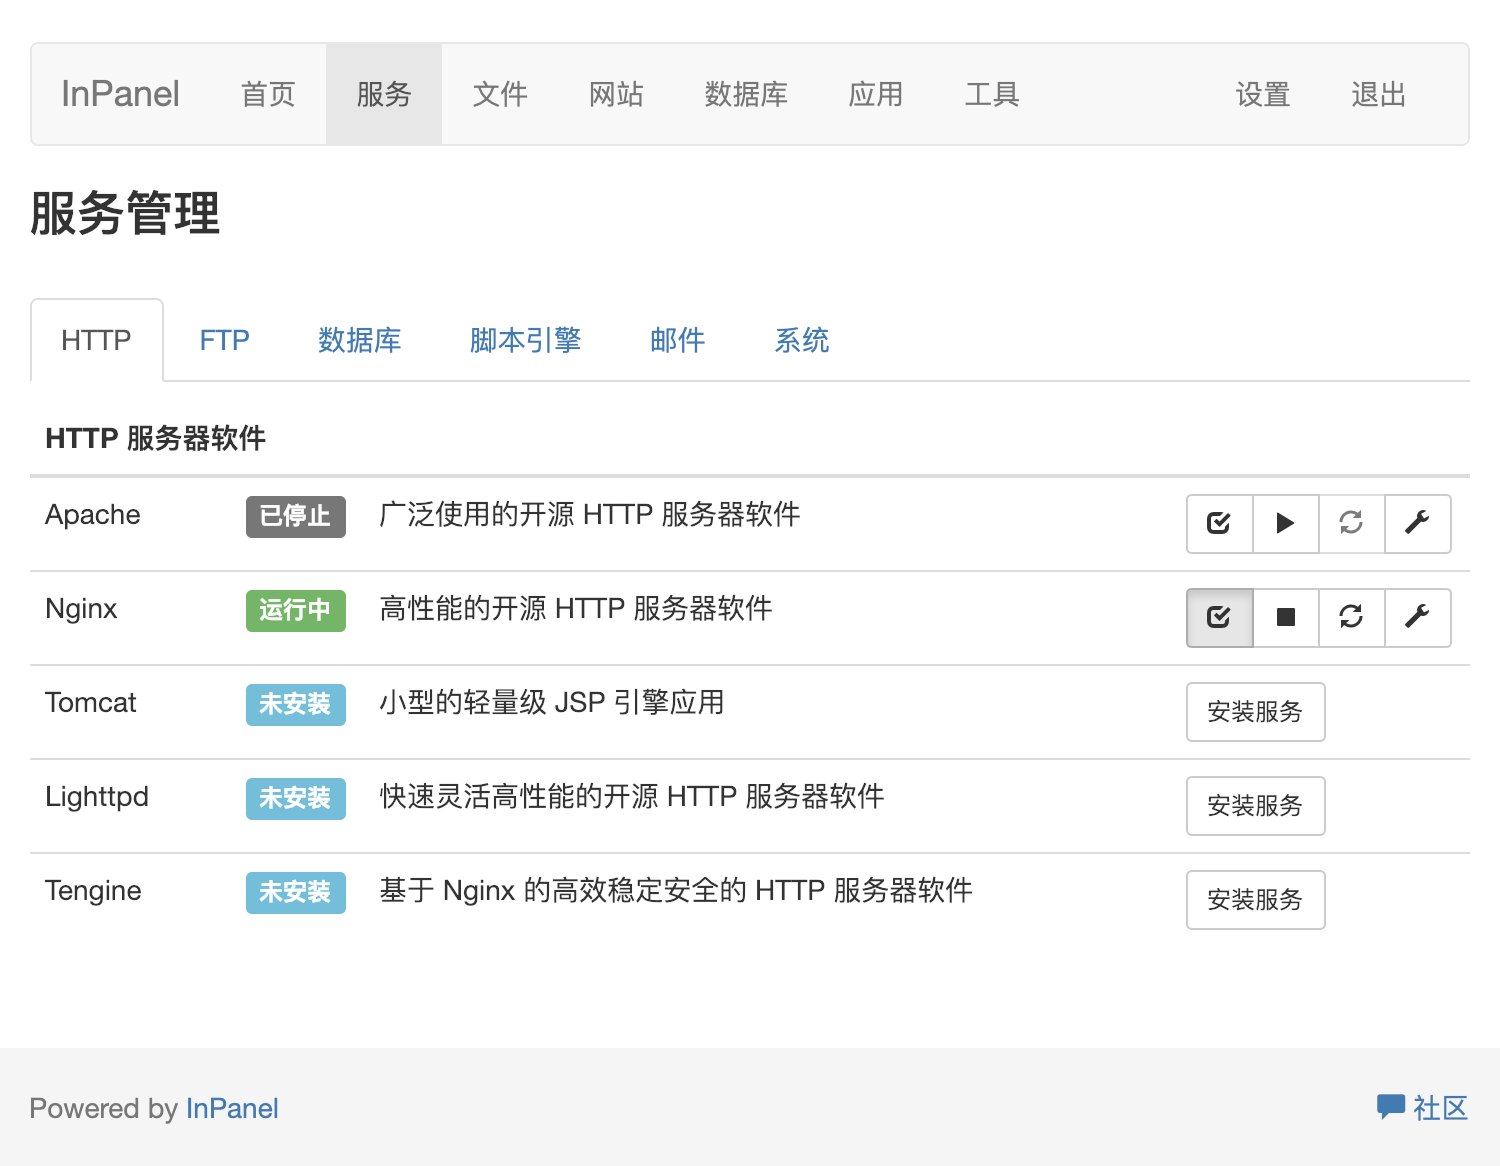 InPanel 首页 服务 文件 网站 数据库 应用 工具 设置 退出
服务管理
HTTP FTP 数据库 脚本引擎 邮件 系统
HTTP 服务器软件
Apache 已停止 广泛使用的开源 HTTP 服务器软件
Nginx 运行中 高性能的开源 HTTP 服务器软件
Tomcat 未安装 小型的轻量级 JSP 引擎应用 安装服务
Lighttpd 未安装 快速灵活高性能的开源 HTTP 服务器软件 安装服务
Tengine 未安装 基于 Nginx 的高效稳定安全的 HTTP 服务器软件 安装服务
Powered by InPanel 社区